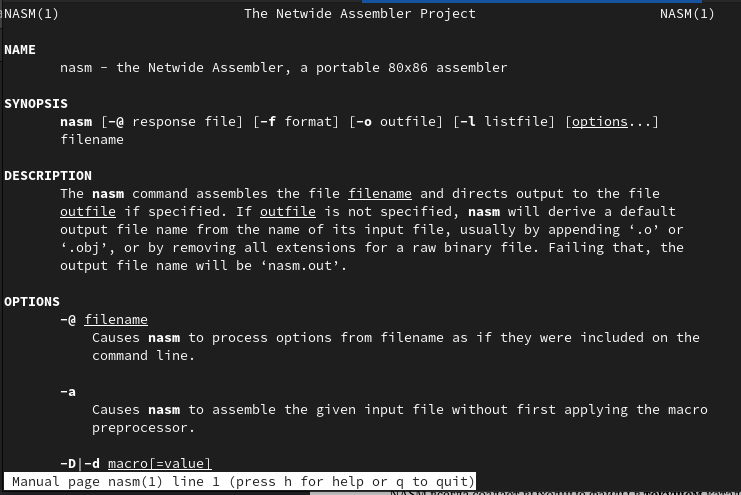 NASM(1) The Netwide Assembler Project NASM(1)
NAME
nasm - the Netwide Assembler, a portable 80x86 assembler
SYNOPSIS
nasm [-@ response file] [-f format] [-o outfile] [-l listfile] [options...]
filename
DESCRIPTION
The nasm command assembles the file filename and directs output to the file
outfile if specified. If outfile is not specified, nasm will derive a default
output file name from the name of its input file, usually by appending ‘.o’ or
‘.obj’, or by removing all extensions for a raw binary file. Failing that, the
output file name will be ‘nasm.out’.
OPTIONS
-@ filename
Causes nasm to process options from filename as if they were included on the
command line.
-a
Causes nasm to assemble the given input file without first applying the macro
preprocessor.
-D|-d macro[=value]
Manual page nasm(1) line 1 (press h for help or q to quit)